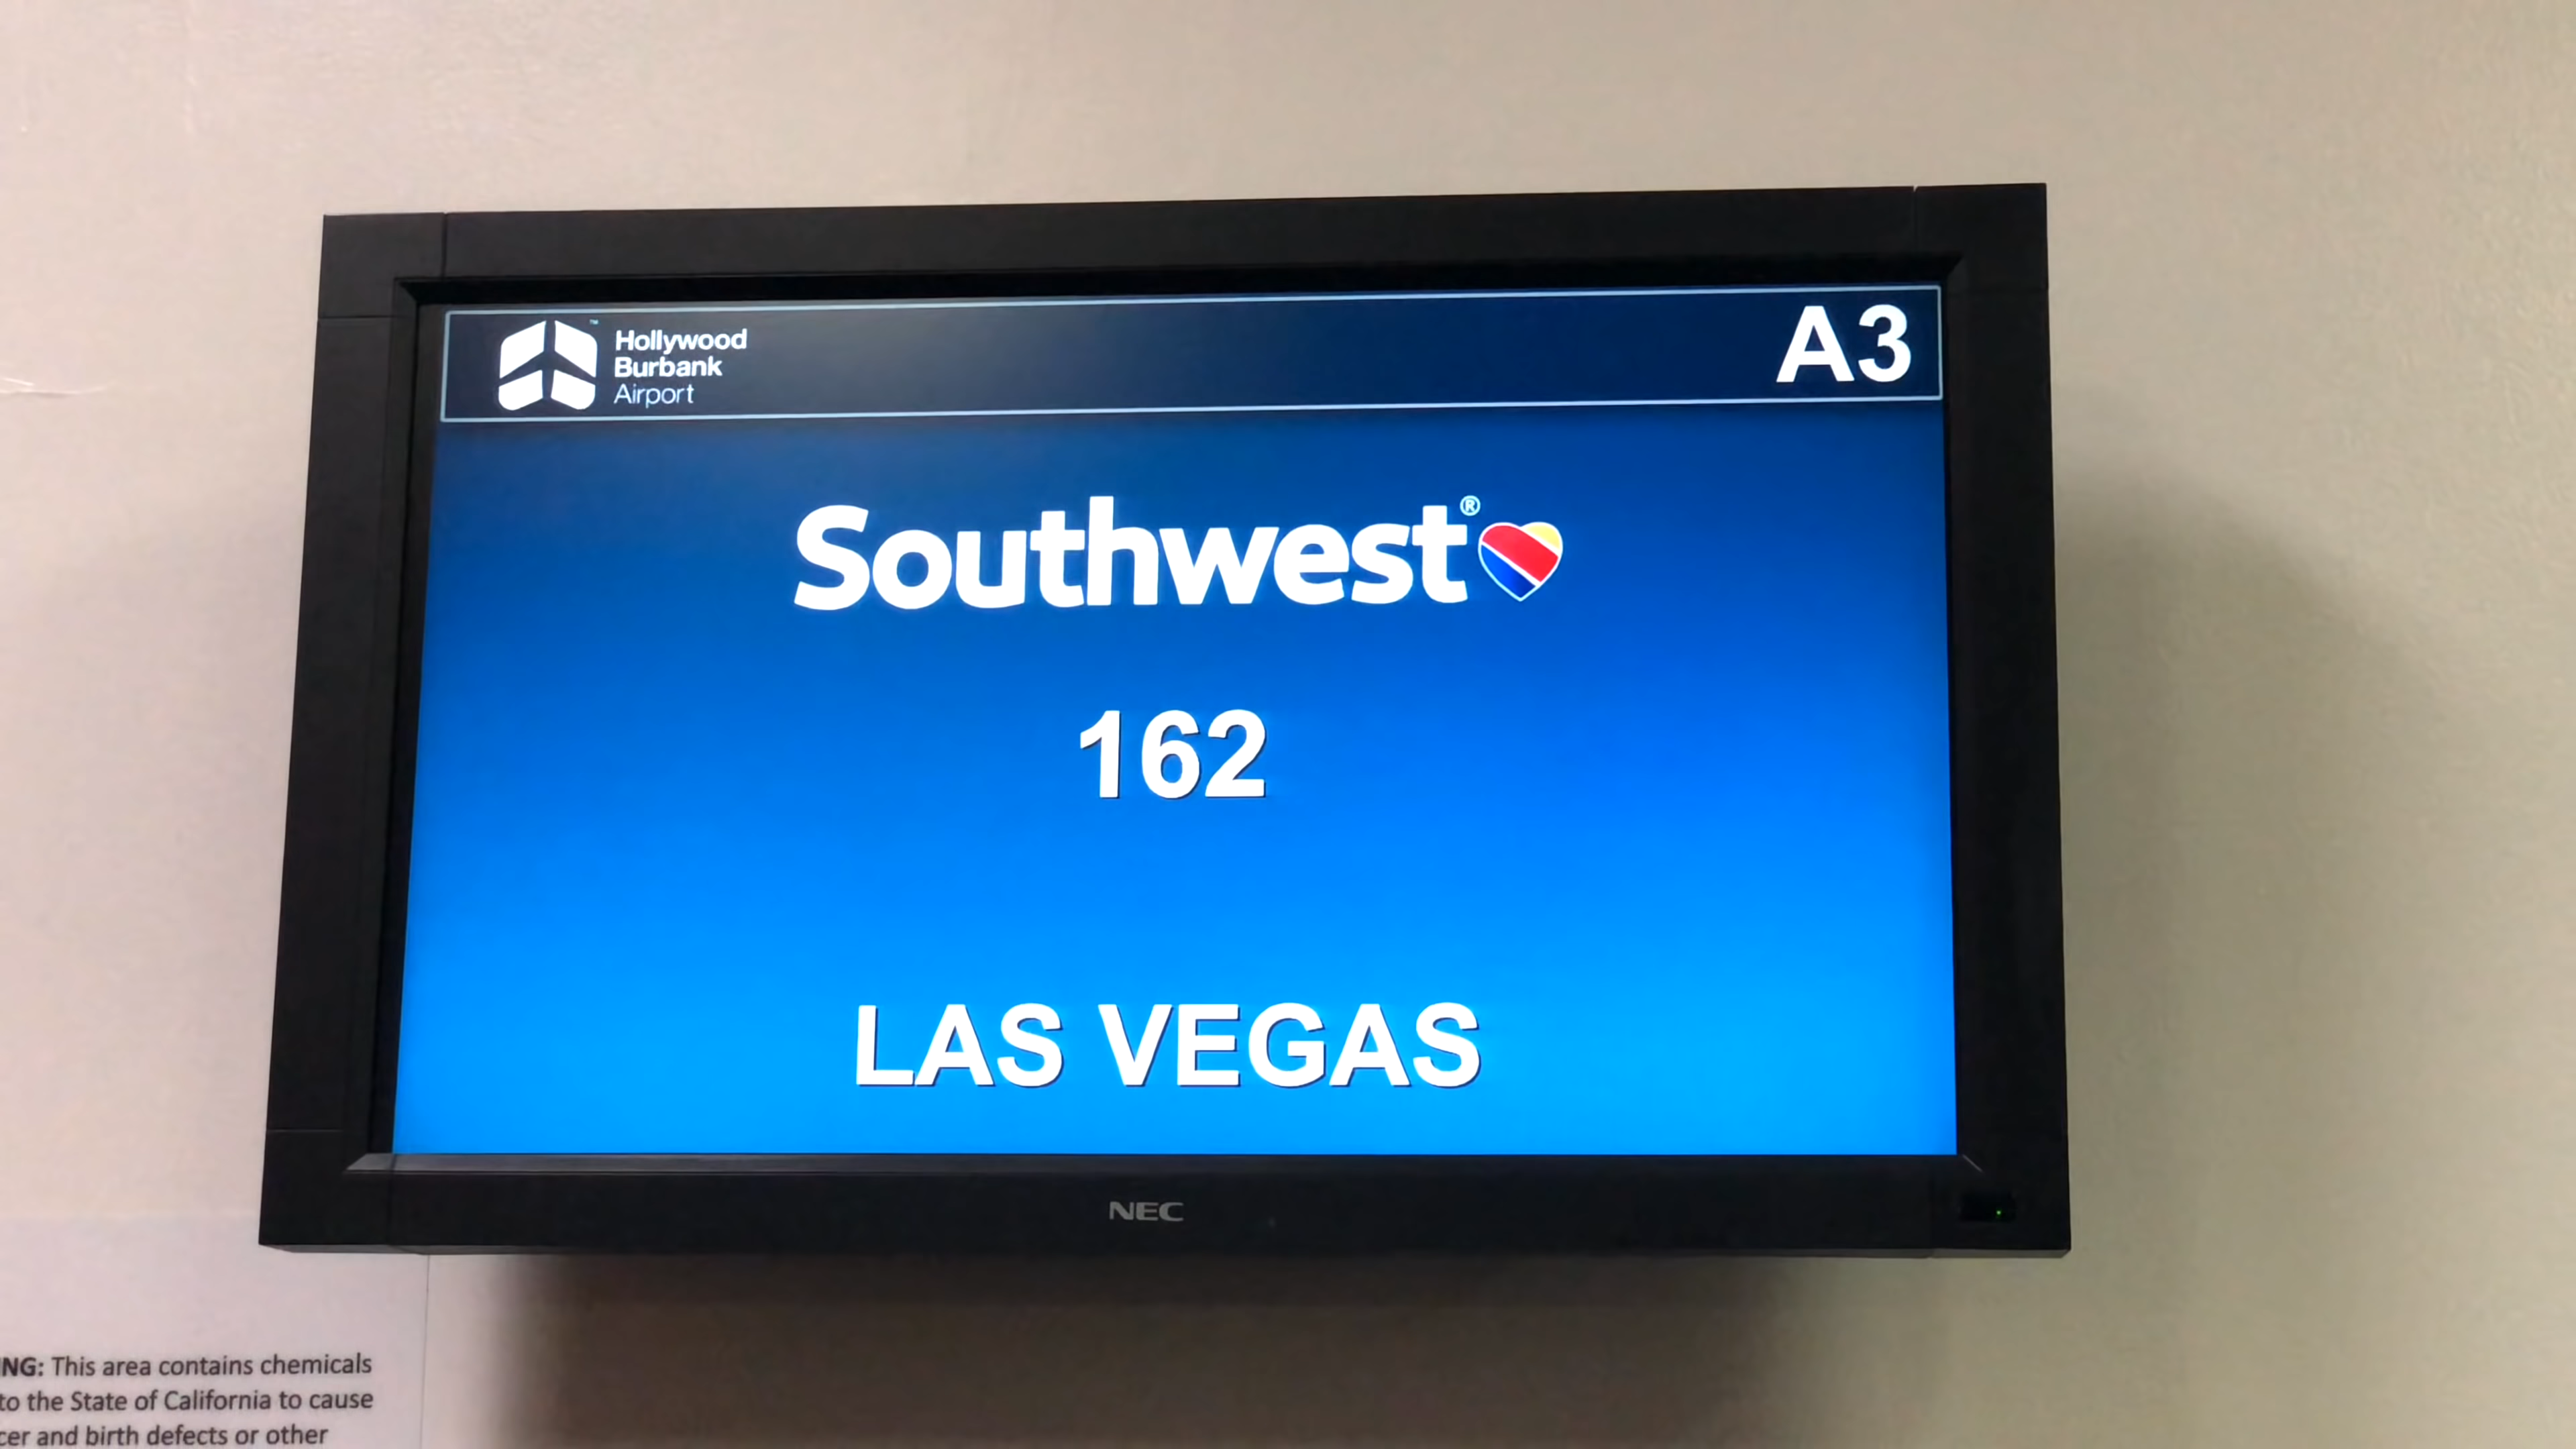 Hollywood
Burbank
Airport
A3
Southwest®
162
LAS VEGAS
NEC
NG: This area contains chemicals
to the State of California to cause
cer and birth defects or other